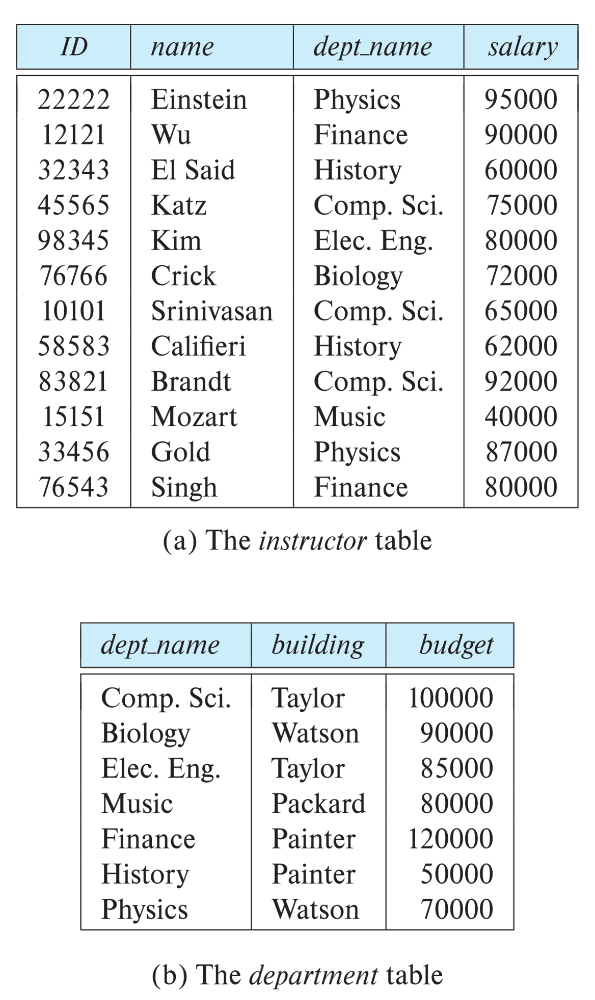 ID name dept_name salary
22222 Einstein Physics 95000
12121 Wu Finance 90000
32343 El Said History 60000
45565 Katz Comp. Sci. 75000
98345 Kim Elec. Eng. 80000
76766 Crick Biology 72000
10101 Srinivasan Comp. Sci. 65000
58583 Califieri History 62000
83821 Brandt Comp. Sci. 92000
15151 Mozart Music 40000
33456 Gold Physics 87000
76543 Singh Finance 80000
(a) The instructor table
dept_name building budget
Comp. Sci. Taylor 100000
Biology Watson 90000
Elec. Eng. Taylor 85000
Music Packard 80000
Finance Painter 120000
History Painter 50000
Physics Watson 70000
(b) The department table